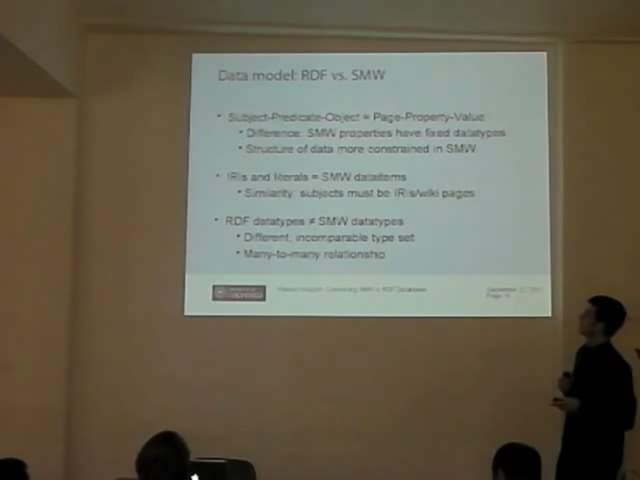 Data model: RDF vs. SMW
• Subject-Predicate-Object = Page-Property-Value
• Difference: SMW properties have fixed datatypes
• Structure of data more constrained in SMW
• IRIs and literals = SMW dataitems
• Similarity: subjects must be IRIs/wiki pages
• RDF datatypes ≠ SMW datatypes
• Different, incomparable type set
• Many-to-many relationship